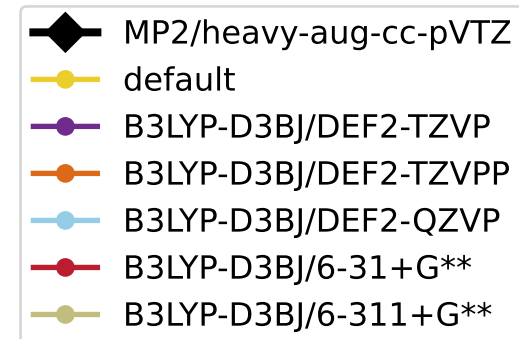 MP2/heavy-aug-cc-pVTZ
default
B3LYP-D3BJ/DEF2-TZVP
B3LYP-D3BJ/DEF2-TZVPP
B3LYP-D3BJ/DEF2-QZVP
B3LYP-D3BJ/6-31+G**
B3LYP-D3BJ/6-311+G**